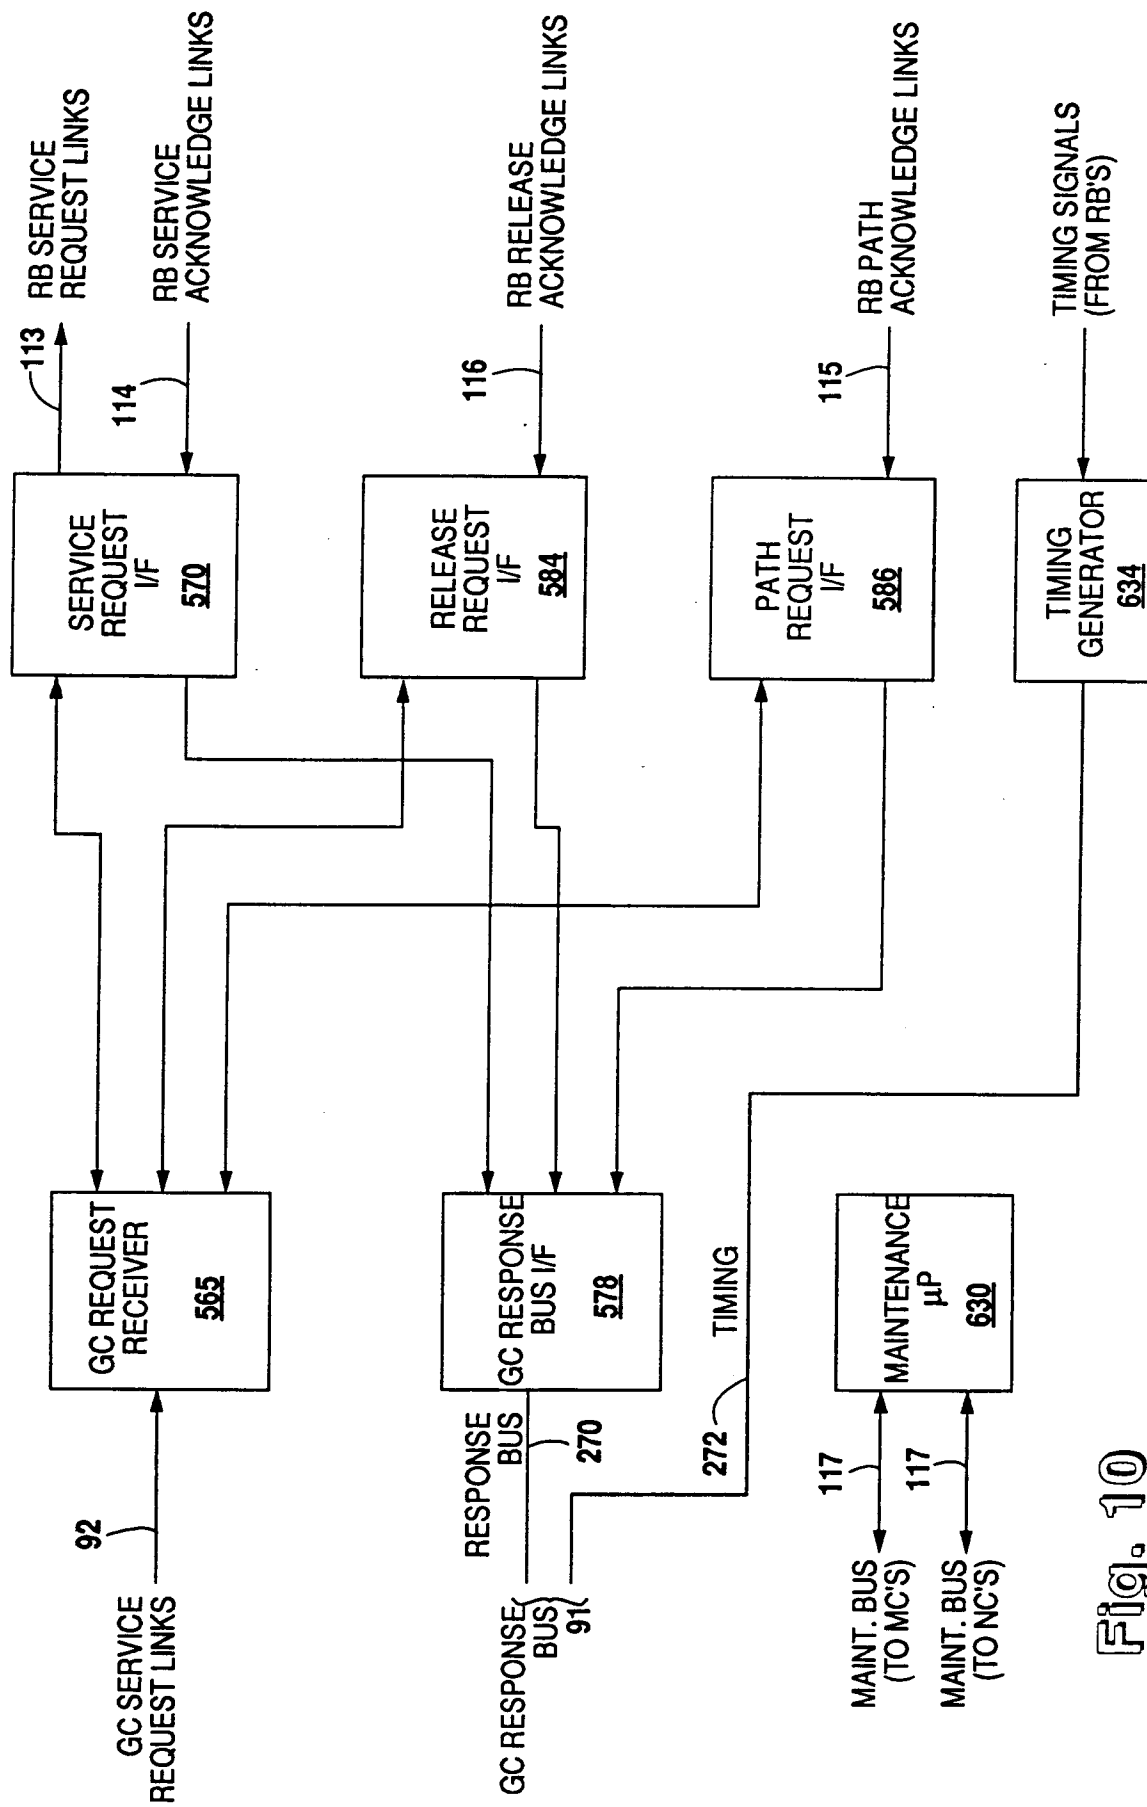 GC SERVICE
REQUEST LINKS
92
GC REQUEST
RECEIVER
565
SERVICE
REQUEST
I/F
570
113
RB SERVICE
REQUEST LINKS
114
RB SERVICE
ACKNOWLEDGE LINKS
RELEASE
REQUEST
I/F
584
116
RB RELEASE
ACKNOWLEDGE LINKS
GC RESPONSE
BUS
91
RESPONSE
BUS
270
GC RESPONSE
BUS I/F
578
PATH
REQUEST
I/F
586
115
RB PATH
ACKNOWLEDGE LINKS
272
TIMING
TIMING
GENERATOR
634
TIMING SIGNALS
(FROM RB'S)
MAINT. BUS
(TO MC'S)
117
MAINT. BUS
(TO NC'S)
117
MAINTENANCE
µP
630
Fig. 10